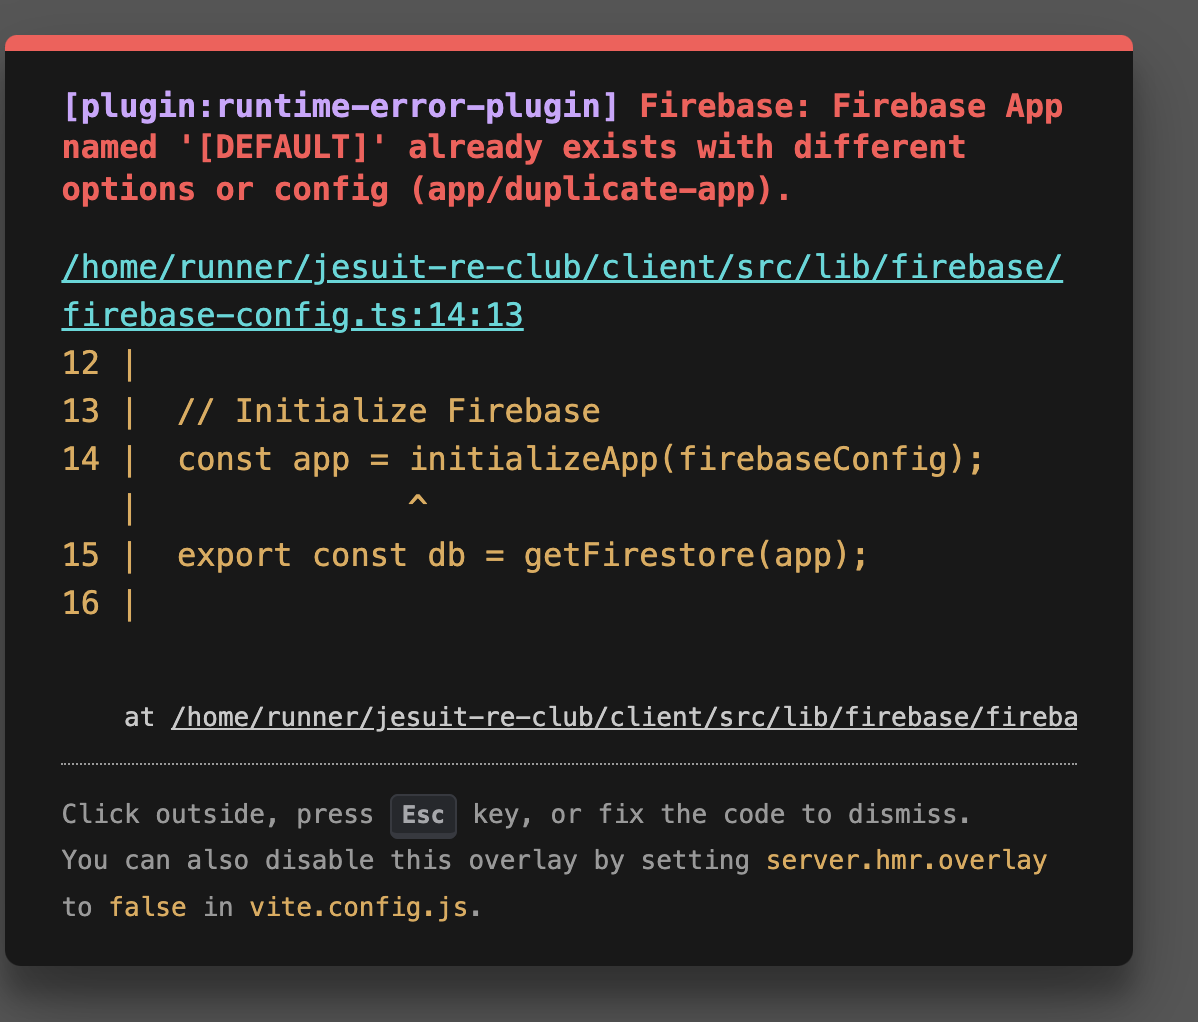 [plugin:runtime-error-plugin] Firebase: Firebase App
named '[DEFAULT]' already exists with different
options or config (app/duplicate-app).
/home/runner/jesuit-re-club/client/src/lib/firebase/
firebase-config.ts:14:13
12 |
13 |  // Initialize Firebase
14 |  const app = initializeApp(firebaseConfig);
   |              ^
15 |  export const db = getFirestore(app);
16 |
at /home/runner/jesuit-re-club/client/src/lib/firebase/fireba
Click outside, press Esc key, or fix the code to dismiss.
You can also disable this overlay by setting server.hmr.overlay
to false in vite.config.js.